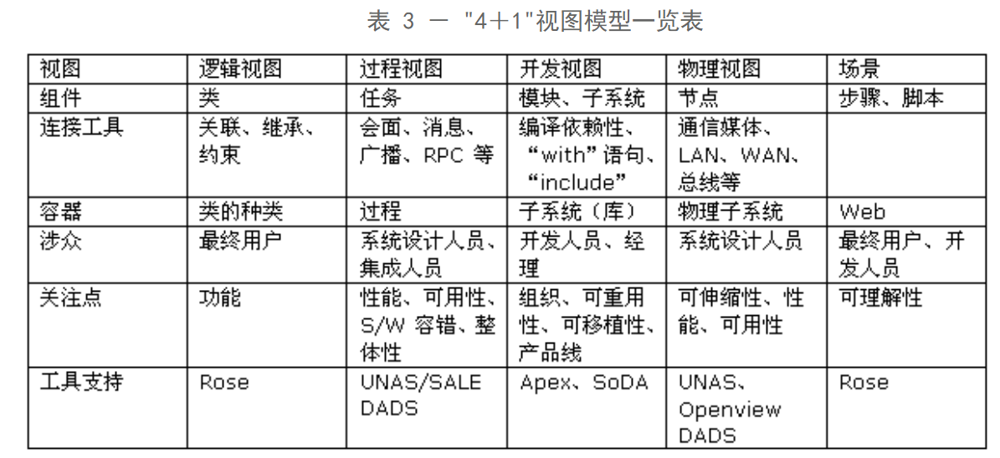 表 3 － "4＋1"视图模型一览表
视图 逻辑视图 过程视图 开发视图 物理视图 场景
组件 类 任务 模块、子系统 节点 步骤、脚本
连接工具 关联、继承、 会面、消息、 编译依赖性、 通信媒体、
约束 广播、RPC 等 “with”语句、 LAN、WAN、
“include” 总线等
容器 类的种类 过程 子系统（库） 物理子系统 Web
涉众 最终用户 系统设计人员、 开发人员、经 系统设计人员 最终用户、开
集成人员 理 发人员
关注点 功能 性能、可用性、 组织、可重用 可伸缩性、性 可理解性
S/W 容错、整 性、可移植性、 能、可用性
体性 产品线
工具支持 Rose UNAS/SALE Apex、SoDA UNAS、 Rose
DADS Openview
DADS